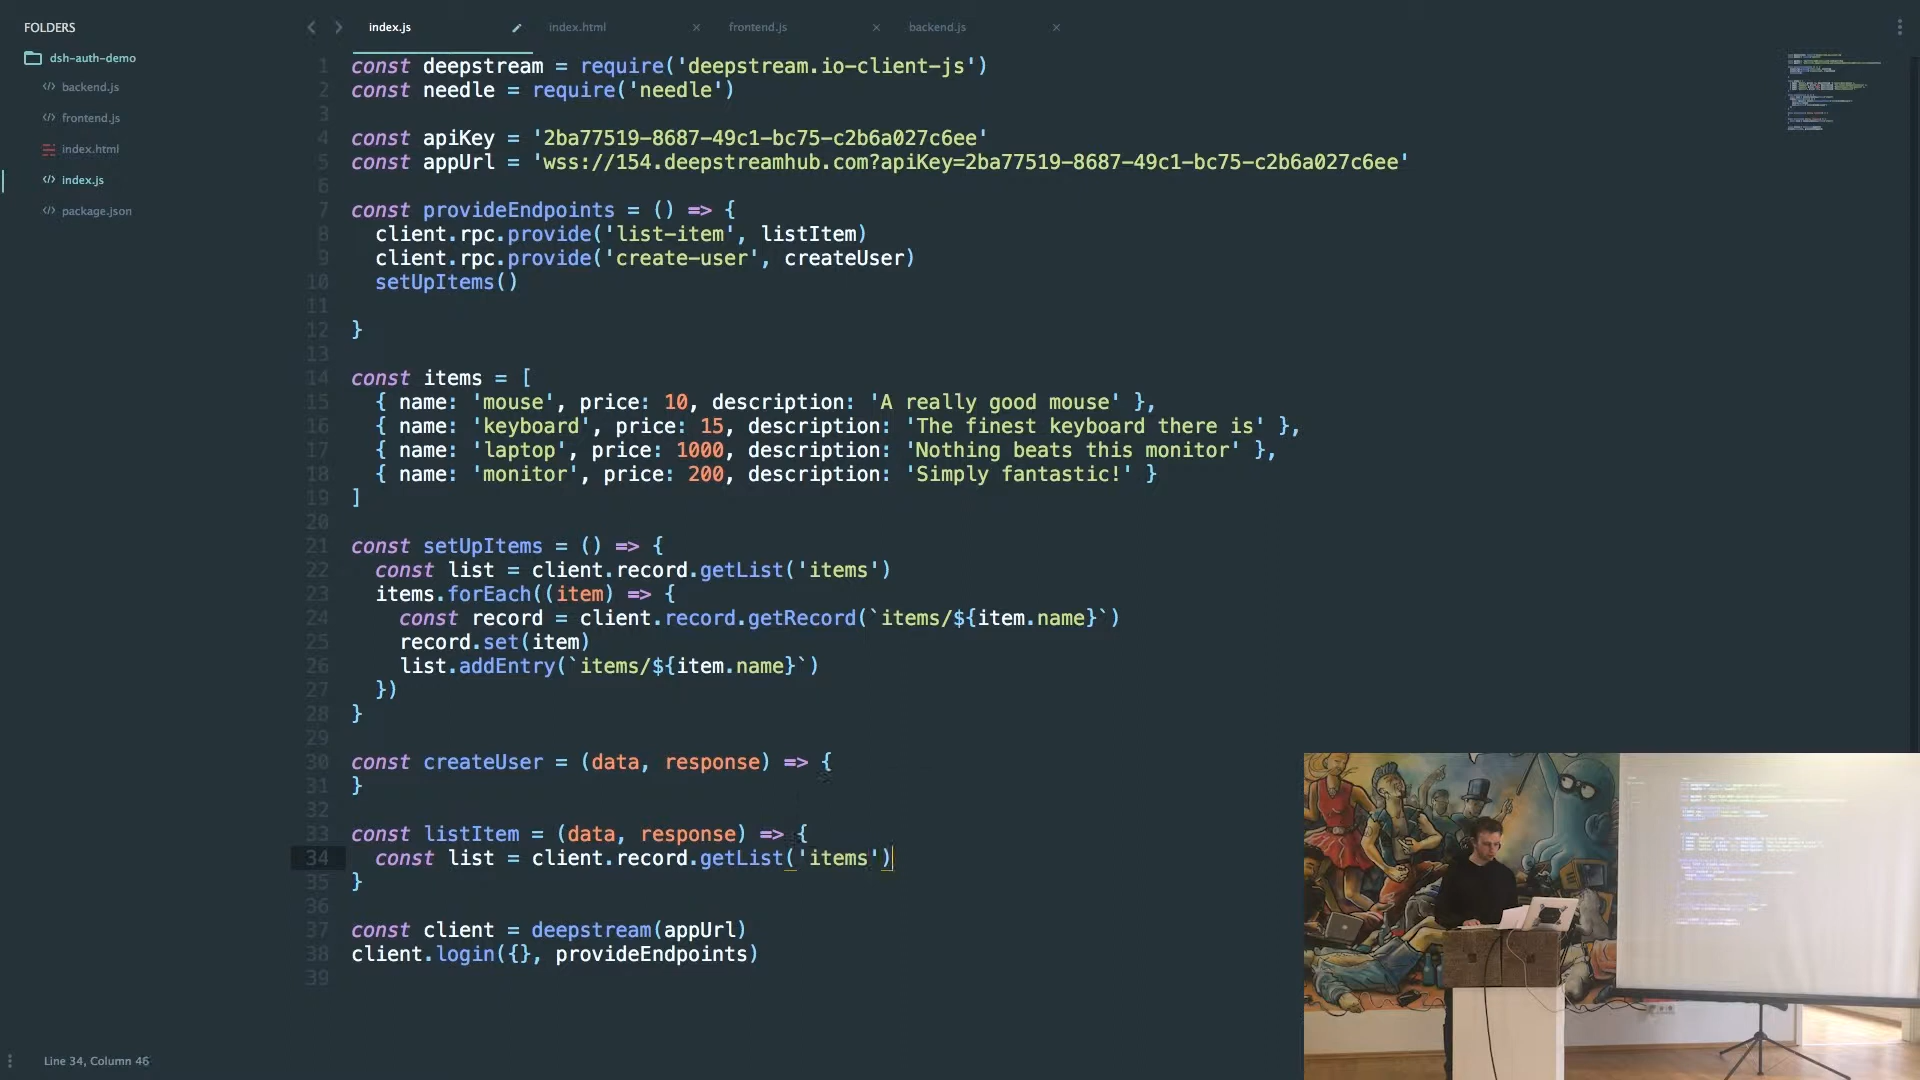 FOLDERS
dsh-auth-demo
backend.js
frontend.js
index.html
index.js
package.json
index.js
index.html
frontend.js
backend.js
1 const deepstream = require('deepstream.io-client-js')
2 const needle = require('needle')
3
4 const apiKey = '2ba77519-8687-49c1-bc75-c2b6a027c6ee'
5 const appUrl = 'wss://154.deepstreamhub.com?apiKey=2ba77519-8687-49c1-bc75-c2b6a027c6ee'
6
7 const provideEndpoints = () => {
8   client.rpc.provide('list-item', listItem)
9   client.rpc.provide('create-user', createUser)
10   setUpItems()
11
12 }
13
14 const items = [
15   { name: 'mouse', price: 10, description: 'A really good mouse' },
16   { name: 'keyboard', price: 15, description: 'The finest keyboard there is' },
17   { name: 'laptop', price: 1000, description: 'Nothing beats this monitor' },
18   { name: 'monitor', price: 200, description: 'Simply fantastic!' }
19 ]
20
21 const setUpItems = () => {
22   const list = client.record.getList('items')
23   items.forEach((item) => {
24     const record = client.record.getRecord(`items/${item.name}`)
25     record.set(item)
26     list.addEntry(`items/${item.name}`)
27   })
28 }
29
30 const createUser = (data, response) => {
31 }
32
33 const listItem = (data, response) => {
34   const list = client.record.getList('items')
35 }
36
37 const client = deepstream(appUrl)
38 client.login({}, provideEndpoints)
39
Line 34, Column 46